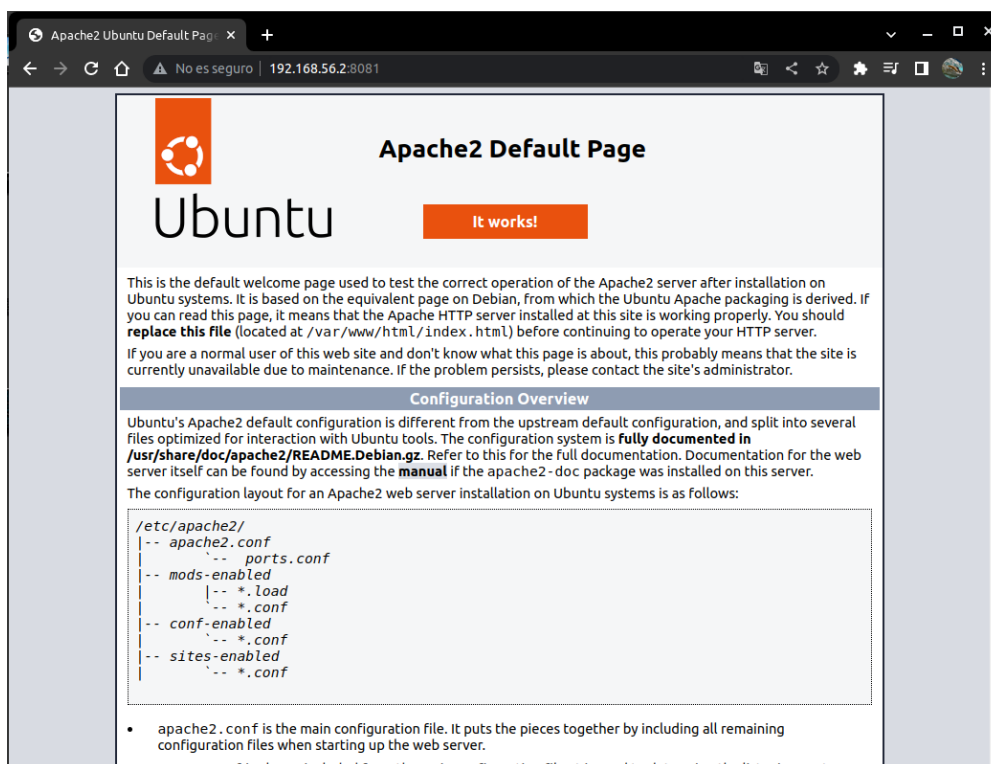 Apache2 Ubuntu Default Page
No es seguro | 192.168.56.2:8081
Apache2 Default Page
Ubuntu
It works!
This is the default welcome page used to test the correct operation of the Apache2 server after installation on
Ubuntu systems. It is based on the equivalent page on Debian, from which the Ubuntu Apache packaging is derived. If
you can read this page, it means that the Apache HTTP server installed at this site is working properly. You should
replace this file (located at /var/www/html/index.html) before continuing to operate your HTTP server.
If you are a normal user of this web site and don't know what this page is about, this probably means that the site is
currently unavailable due to maintenance. If the problem persists, please contact the site's administrator.
Configuration Overview
Ubuntu's Apache2 default configuration is different from the upstream default configuration, and split into several
files optimized for interaction with Ubuntu tools. The configuration system is fully documented in
/usr/share/doc/apache2/README.Debian.gz. Refer to this for the full documentation. Documentation for the web
server itself can be found by accessing the manual if the apache2-doc package was installed on this server.
The configuration layout for an Apache2 web server installation on Ubuntu systems is as follows:
/etc/apache2/
|-- apache2.conf
|       `--  ports.conf
|-- mods-enabled
|       |-- *.load
|       `-- *.conf
|-- conf-enabled
|       `-- *.conf
|-- sites-enabled
|       `-- *.conf
• apache2.conf is the main configuration file. It puts the pieces together by including all remaining
configuration files when starting up the web server.